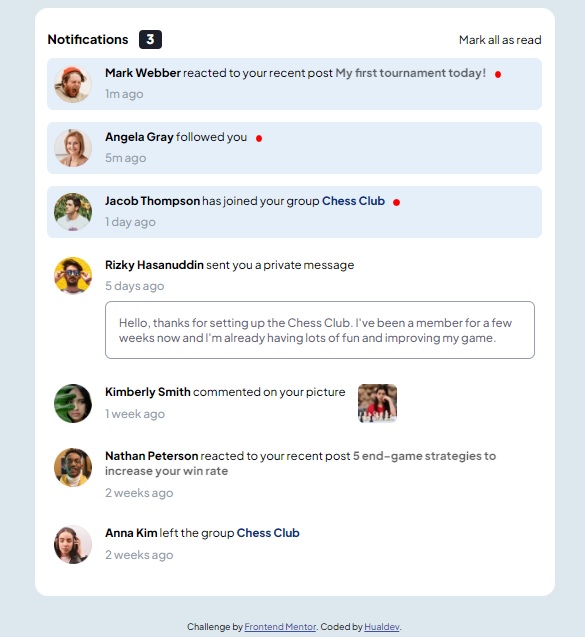 Notifications 3 Mark all as read
Mark Webber reacted to your recent post My first tournament today!
1m ago
Angela Gray followed you
5m ago
Jacob Thompson has joined your group Chess Club
1 day ago
Rizky Hasanuddin sent you a private message
5 days ago
Hello, thanks for setting up the Chess Club. I've been a member for a few
weeks now and I'm already having lots of fun and improving my game.
Kimberly Smith commented on your picture
1 week ago
Nathan Peterson reacted to your recent post 5 end-game strategies to
increase your win rate
2 weeks ago
Anna Kim left the group Chess Club
2 weeks ago
Challenge by Frontend Mentor. Coded by Hualdev.